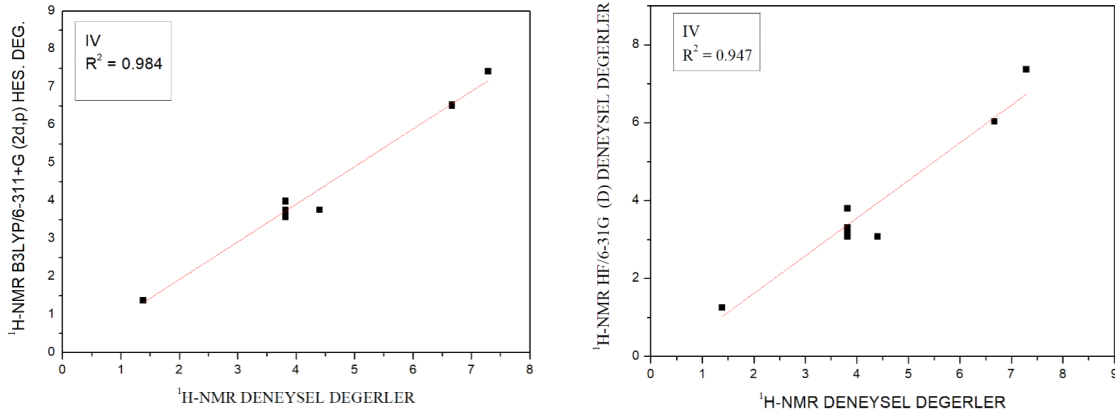 ¹H-NMR B3LYP/6-311+G (2d,p) HES. DEG.
9
8
7
6
5
4
3
2
1
0
IV
R² = 0.984
0 1 2 3 4 5 6 7 8
¹H-NMR DENEYSEL DEGERLER
¹H-NMR HF/6-31G (D) DENEYSEL DEGERLER
8
6
4
2
0
IV
R² = 0.947
0 1 2 3 4 5 6 7 8 9
¹H-NMR DENEYSEL DEGERLER